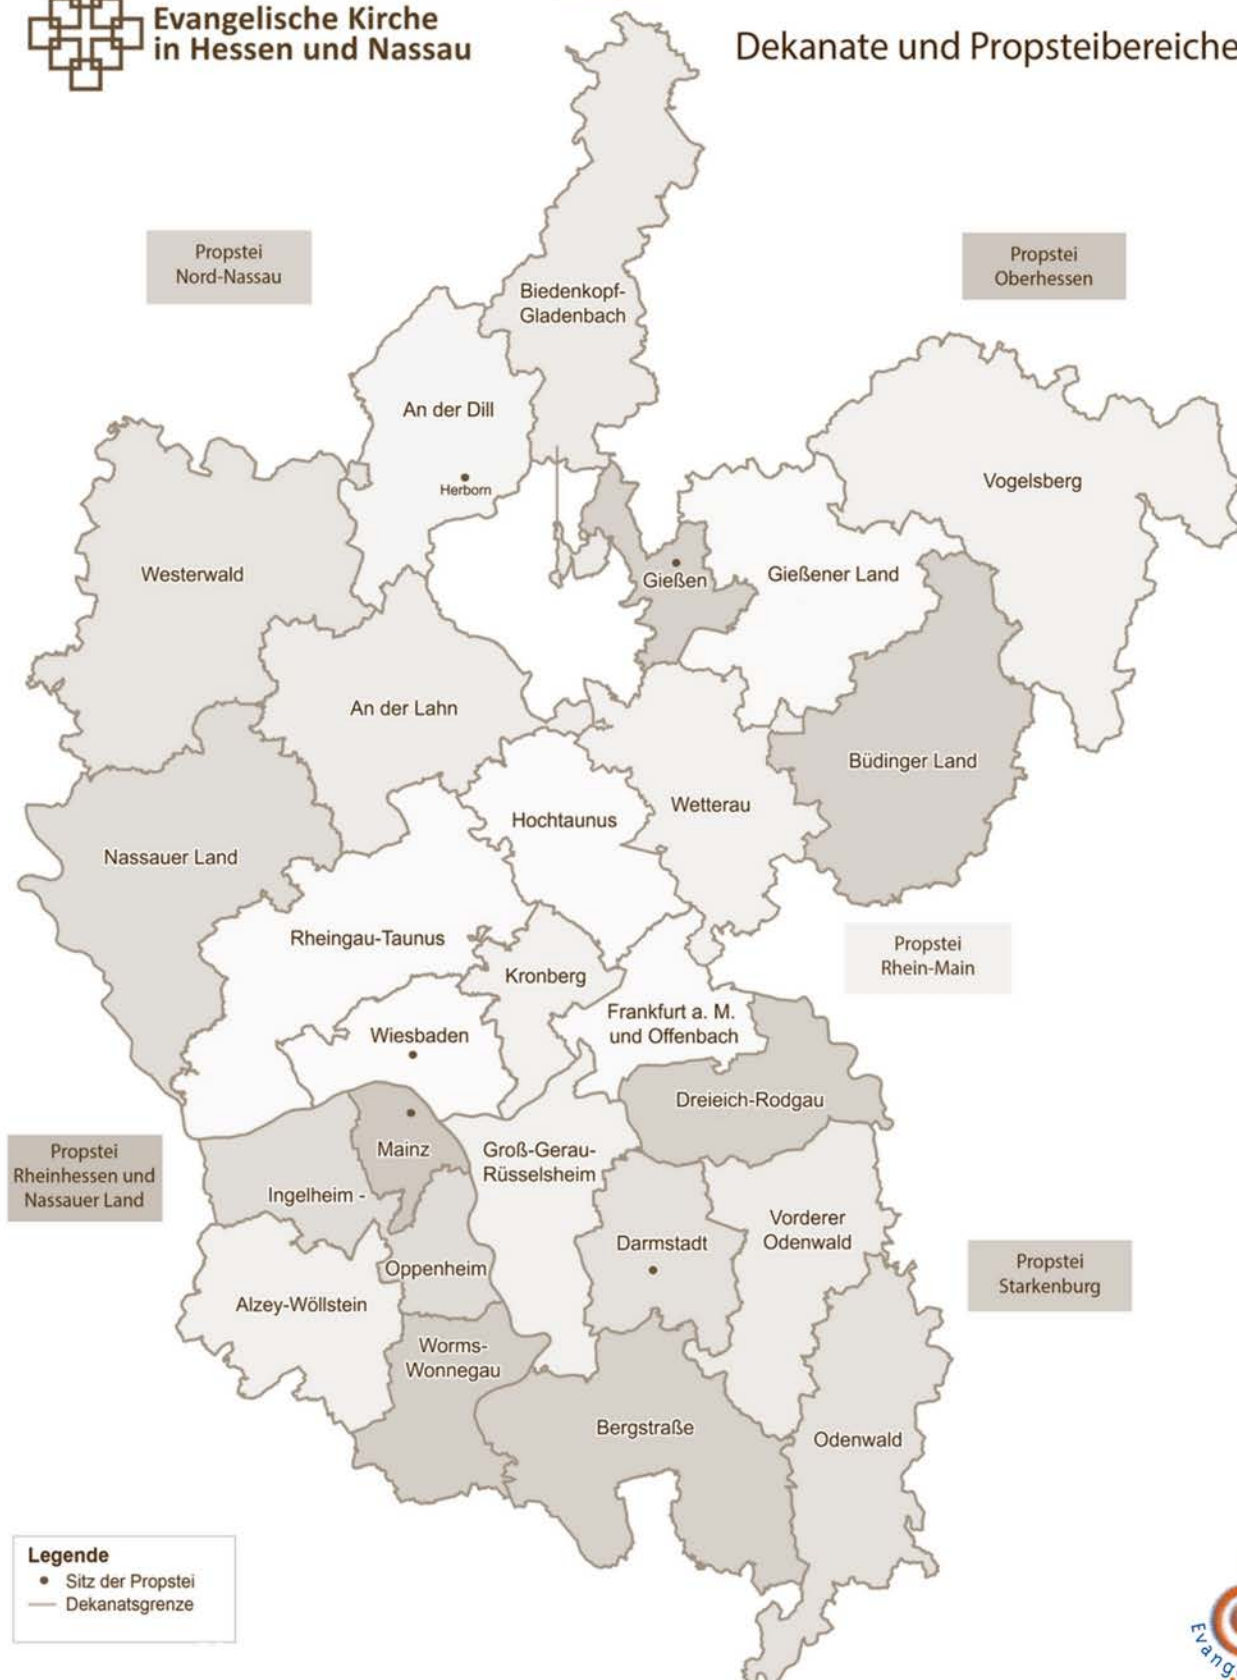 Evangelische Kirche
in Hessen und Nassau
Dekanate und Propsteibereiche
Propstei
Nord-Nassau
Propstei
Oberhessen
Biedenkopf-
Gladenbach
An der Dill
Herborn
Vogelsberg
Westerwald
Gießen
Gießener Land
An der Lahn
Büdinger Land
Wetterau
Hochtaunus
Nassauer Land
Rheingau-Taunus
Propstei
Rhein-Main
Kronberg
Frankfurt a. M.
und Offenbach
Wiesbaden
Dreieich-Rodgau
Propstei
Rheinhessen und
Nassauer Land
Mainz
Groß-Gerau-
Rüsselsheim
Ingelheim -
Oppenheim
Darmstadt
Vorderer
Odenwald
Propstei
Starkenburg
Alzey-Wöllstein
Worms-
Wonnegau
Bergstraße
Odenwald
Legende
Sitz der Propstei
Dekanatsgrenze
Evang